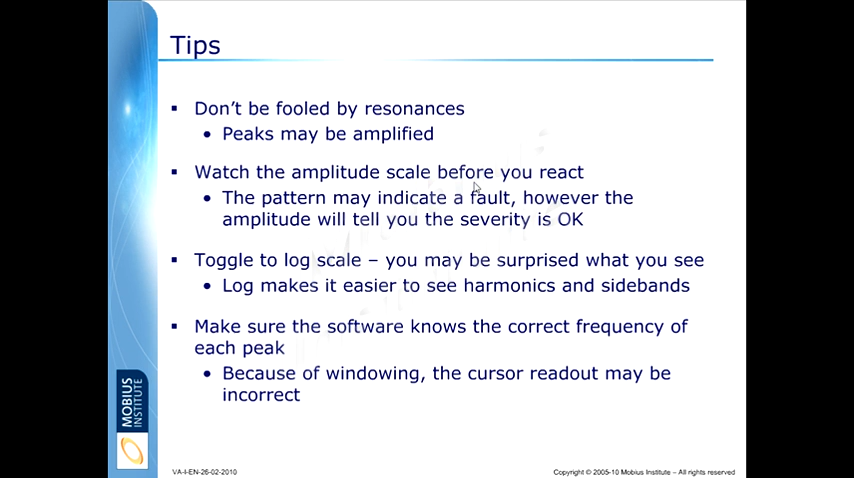 Tips
▪ Don't be fooled by resonances
• Peaks may be amplified
▪ Watch the amplitude scale before you react
• The pattern may indicate a fault, however the
amplitude will tell you the severity is OK
▪ Toggle to log scale – you may be surprised what you see
• Log makes it easier to see harmonics and sidebands
▪ Make sure the software knows the correct frequency of
each peak
• Because of windowing, the cursor readout may be
incorrect
MOBIUS
INSTITUTE
VA-I-EN-26-02-2010
Copyright © 2005-10 Mobius Institute – All rights reserved